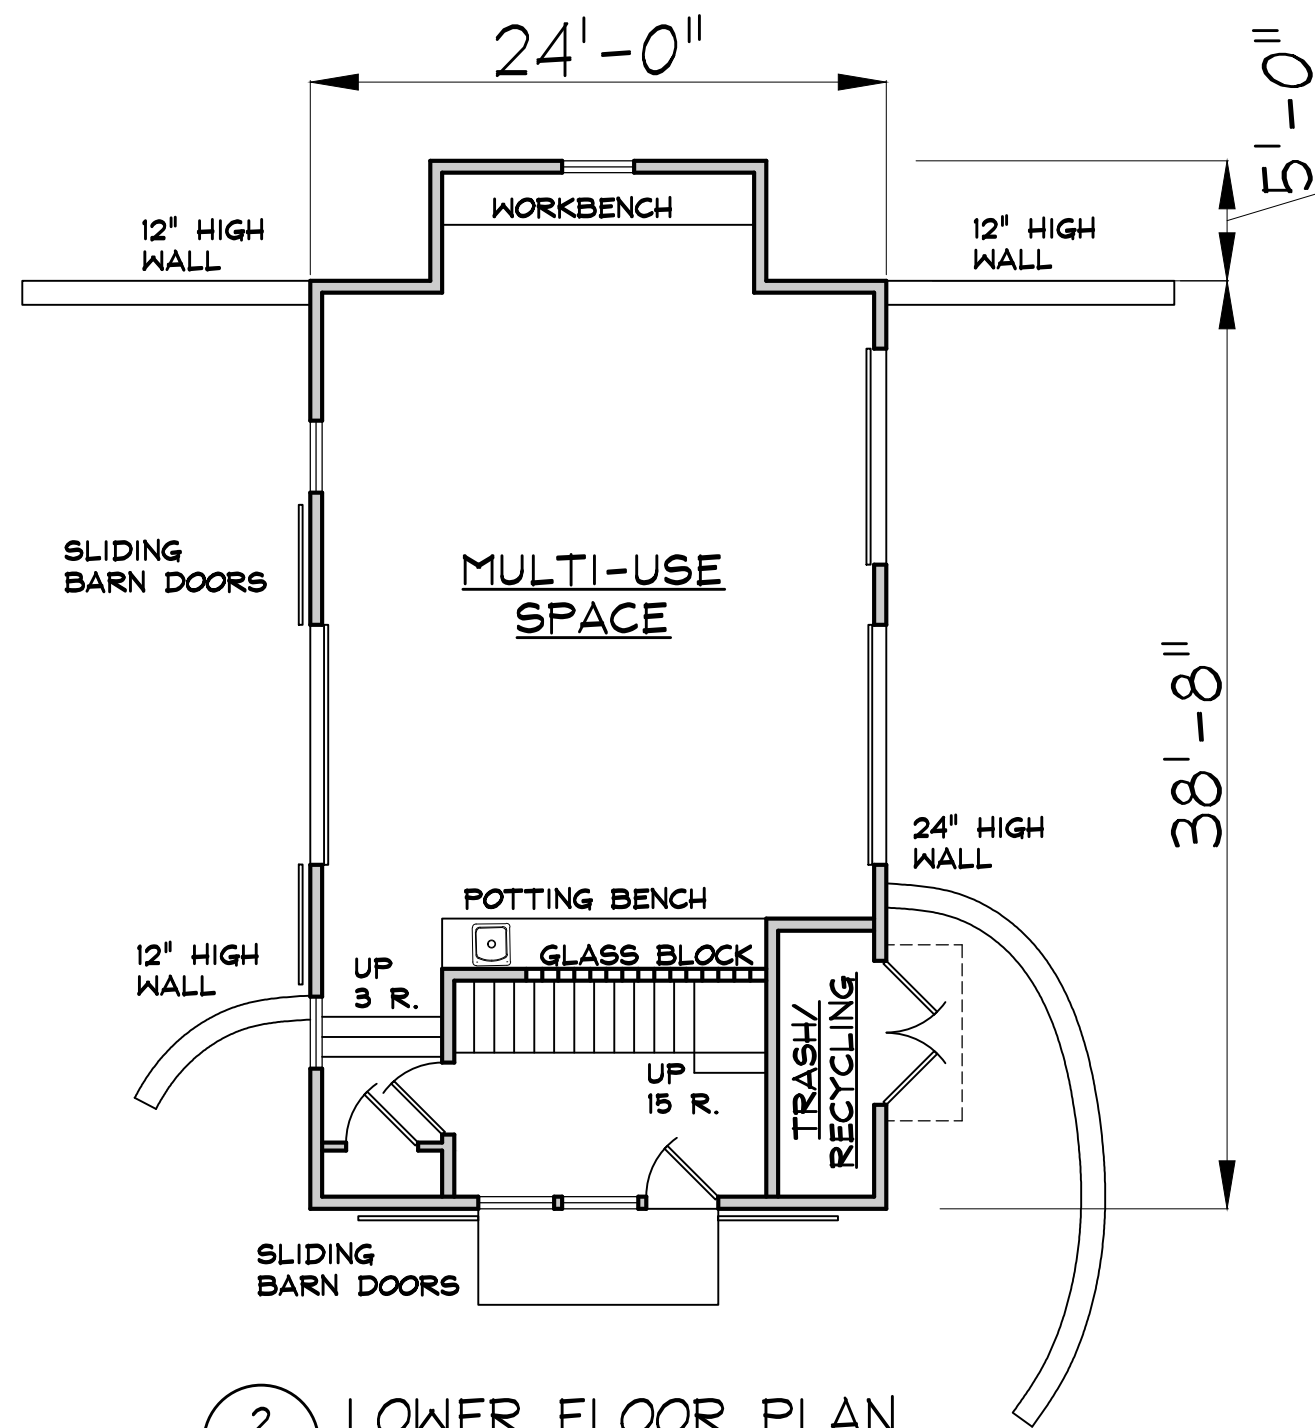 24'-0"
5'-0"
WORKBENCH
12" HIGH
WALL
12" HIGH
WALL
SLIDING
BARN DOORS
MULTI-USE
SPACE
38'-8"
24" HIGH
WALL
POTTING BENCH
GLASS BLOCK
12" HIGH
WALL
UP
3 R.
TRASH/
RECYCLING
UP
15 R.
SLIDING
BARN DOORS
2
LOWER FLOOR PLAN